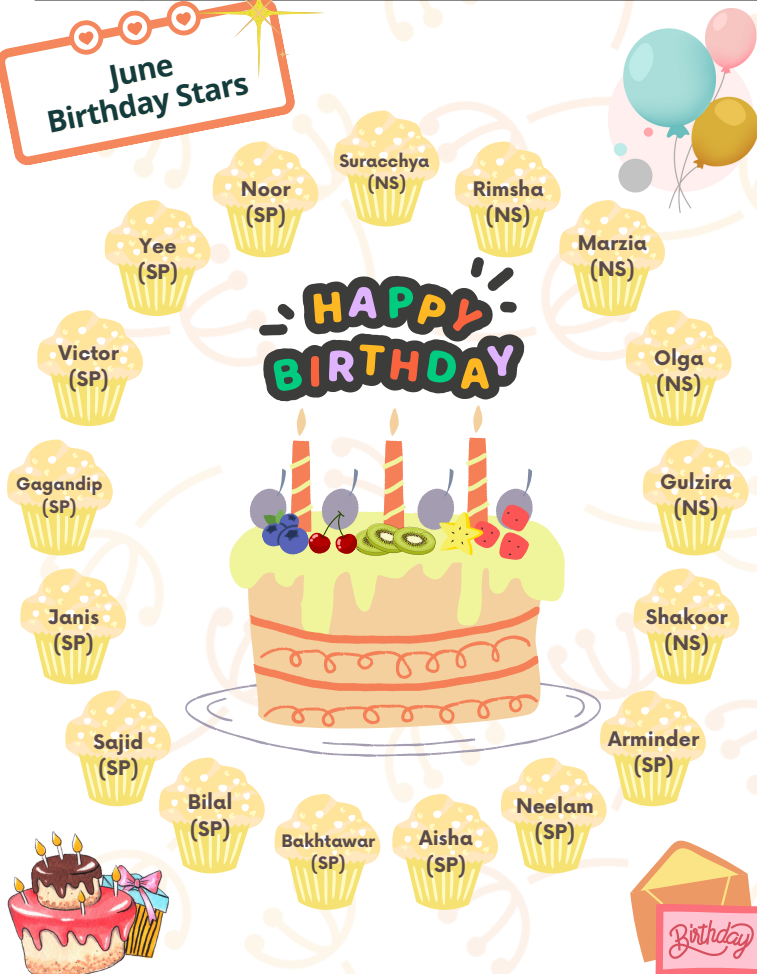 June
Birthday Stars
Suracchya
(NS)
Noor
(SP)
Rimsha
(NS)
Yee
(SP)
Marzia
(NS)
HAPPY
BIRTHDAY
Victor
(SP)
Olga
(NS)
Gagandip
(SP)
Gulzira
(NS)
Janis
(SP)
Shakoor
(NS)
Sajid
(SP)
Arminder
(SP)
Bilal
(SP)
Neelam
(SP)
Bakhtawar
(SP)
Aisha
(SP)
Birthday